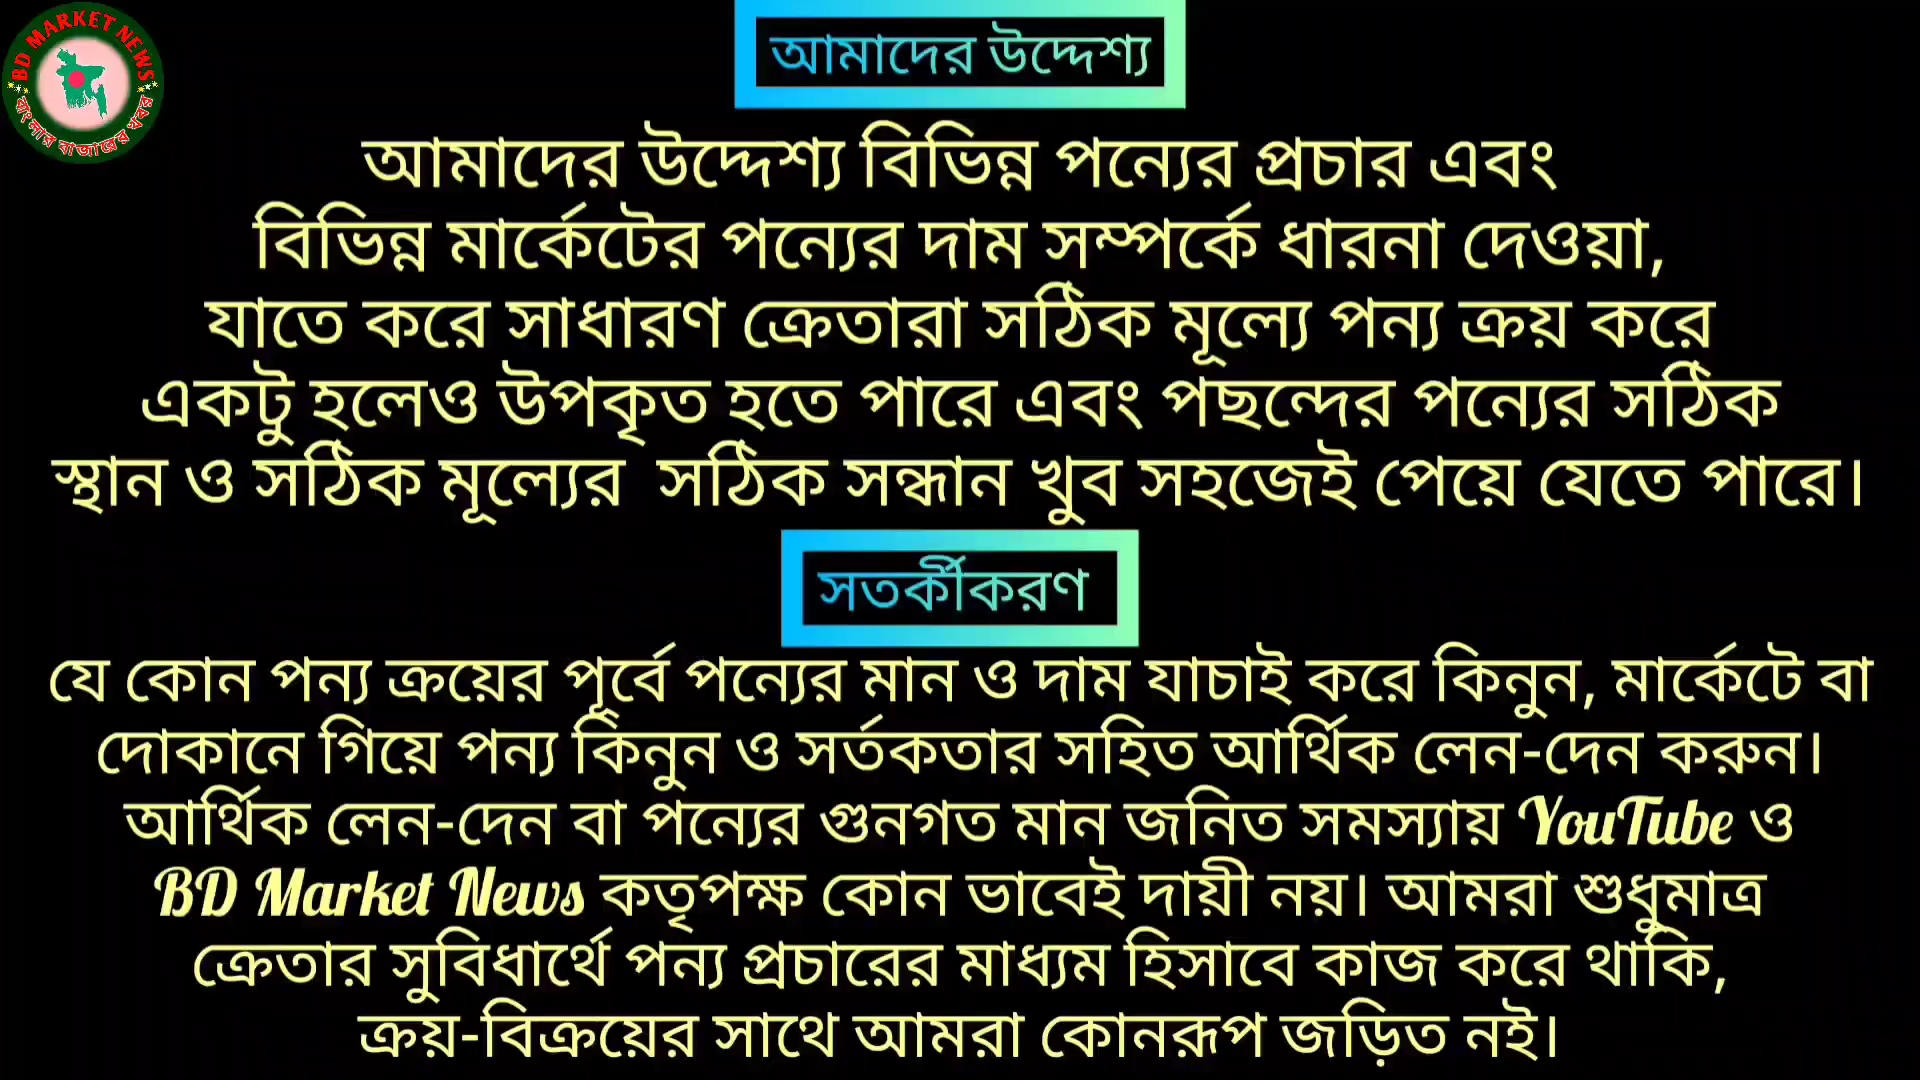 BD MARKET NEWS
বাংলার বাজারের খবর
আমাদের উদ্দেশ্য
আমাদের উদ্দেশ্য বিভিন্ন পন্যের প্রচার এবং
বিভিন্ন মার্কেটের পন্যের দাম সম্পর্কে ধারনা দেওয়া,
যাতে করে সাধারণ ক্রেতারা সঠিক মূল্যে পন্য ক্রয় করে
একটু হলেও উপকৃত হতে পারে এবং পছন্দের পন্যের সঠিক
স্থান ও সঠিক মূল্যের সঠিক সন্ধান খুব সহজেই পেয়ে যেতে পারে।
সতর্কীকরণ
যে কোন পন্য ক্রয়ের পূর্বে পন্যের মান ও দাম যাচাই করে কিনুন, মার্কেটে বা
দোকানে গিয়ে পন্য কিনুন ও সর্তকতার সহিত আর্থিক লেন-দেন করুন।
আর্থিক লেন-দেন বা পন্যের গুনগত মান জনিত সমস্যায় YouTube ও
BD Market News কতৃপক্ষ কোন ভাবেই দায়ী নয়। আমরা শুধুমাত্র
ক্রেতার সুবিধার্থে পন্য প্রচারের মাধ্যম হিসাবে কাজ করে থাকি,
ক্রয়-বিক্রয়ের সাথে আমরা কোনরূপ জড়িত নই।